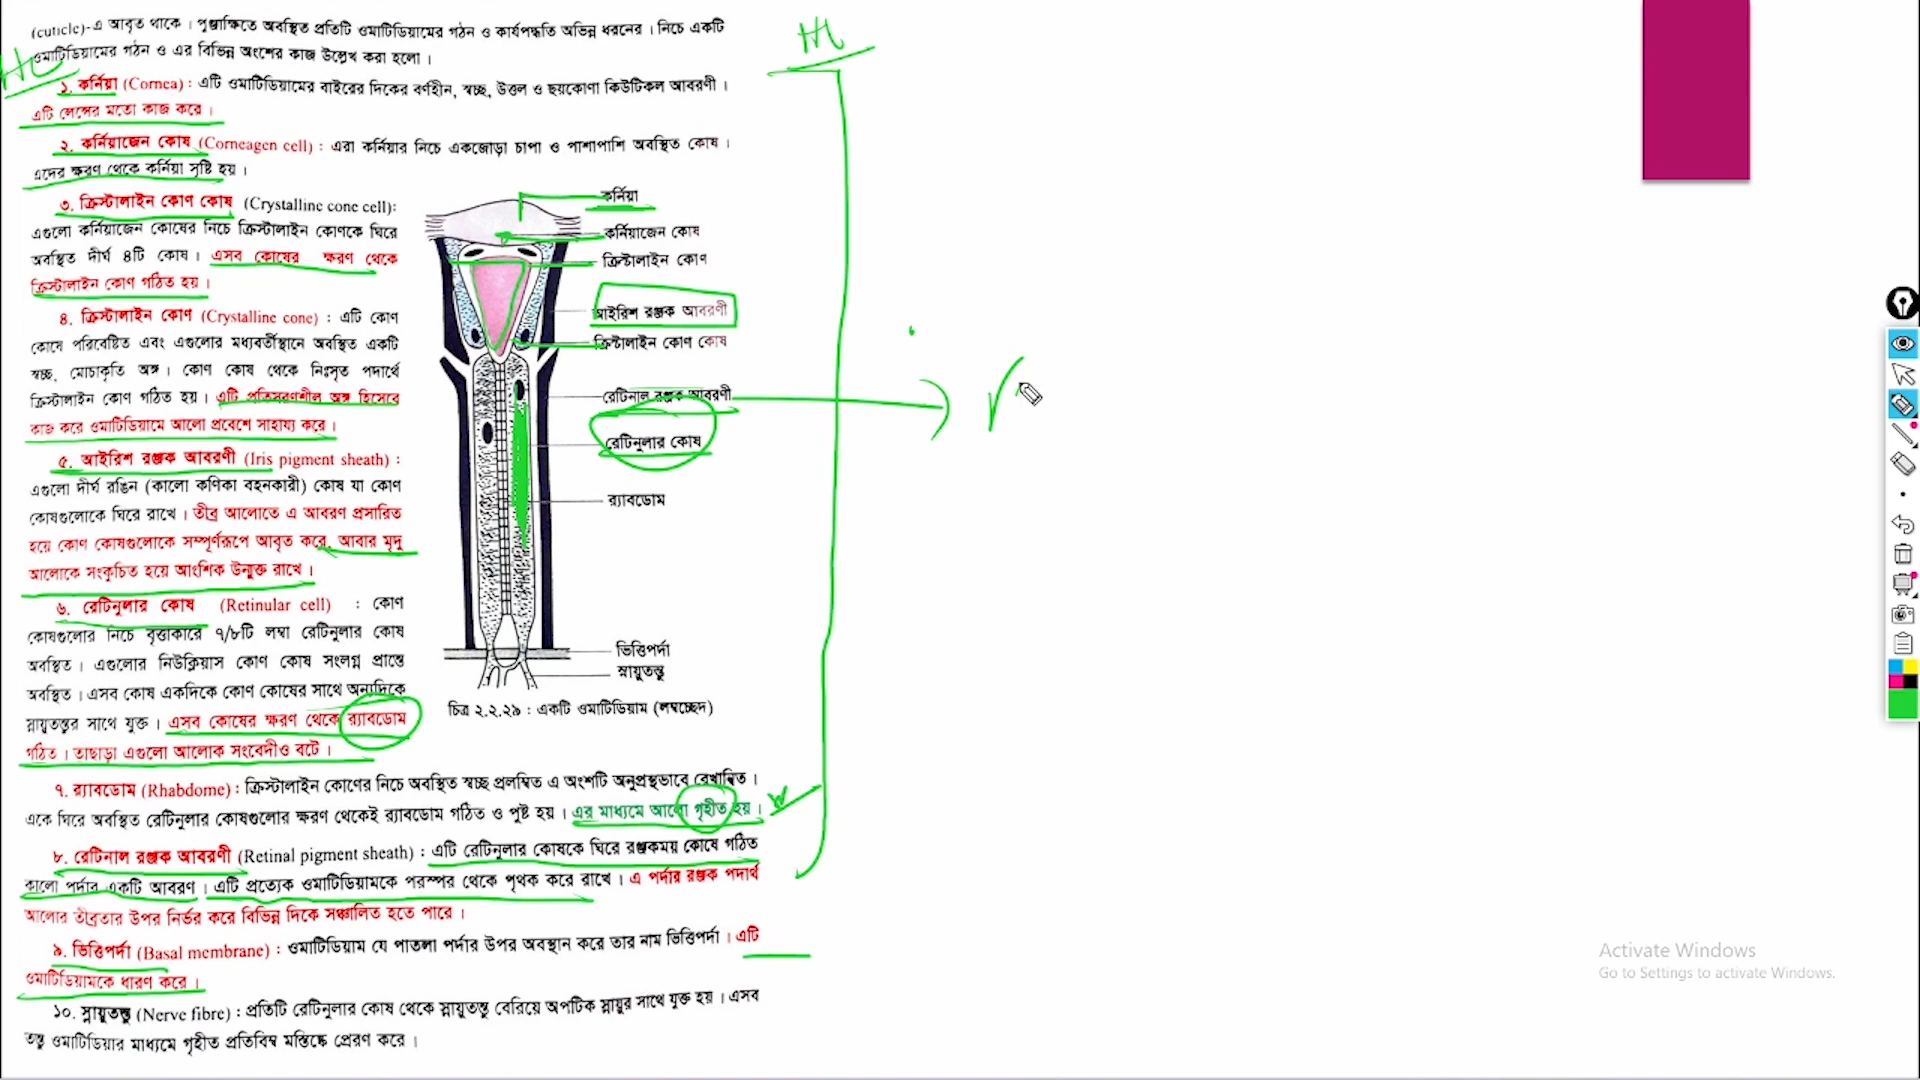 (cuticle)-এ আবৃত থাকে । পুঞ্জাক্ষিতে অবস্থিত প্রতিটি ওমাটিডিয়ামের গঠন ও কার্যপদ্ধতি অভিন্ন ধরনের । নিচে একটি
ওমাটিডিয়ামের গঠন ও এর বিভিন্ন অংশের কাজ উল্লেখ করা হলো ।
১. কর্নিয়া (Cornea) : এটি ওমাটিডিয়ামের বাইরের দিকের বর্ণহীন, স্বচ্ছ, উত্তল ও ছয়কোণা কিউটিকল আবরণী ।
এটি লেন্সের মতো কাজ করে ।
২. কর্নিয়াজেন কোষ (Corneagen cell) : এরা কর্নিয়ার নিচে একজোড়া চাপা ও পাশাপাশি অবস্থিত কোষ ।
এদের ক্ষরণ থেকে কর্নিয়া সৃষ্টি হয় ।
৩. ক্রিস্টালাইন কোণ কোষ (Crystalline cone cell):
এগুলো কর্নিয়াজেন কোষের নিচে ক্রিস্টালাইন কোণকে ঘিরে
অবস্থিত দীর্ঘ ৪টি কোষ । এসব কোষের ক্ষরণ থেকে
ক্রিস্টালাইন কোণ গঠিত হয় ।
৪. ক্রিস্টালাইন কোণ (Crystalline cone) : এটি কোণ
কোষে পরিবেষ্টিত এবং এগুলোর মধ্যবর্তীস্থানে অবস্থিত একটি
স্বচ্ছ, মোচাকৃতি অঙ্গ । কোণ কোষ থেকে নিঃসৃত পদার্থে
ক্রিস্টালাইন কোণ গঠিত হয় । এটি প্রতিসরণশীল অঙ্গ হিসেবে
কাজ করে ওমাটিডিয়ামে আলো প্রবেশে সাহায্য করে ।
৫. আইরিশ রঞ্জক আবরণী (Iris pigment sheath) :
এগুলো দীর্ঘ রঙিন (কালো কণিকা বহনকারী) কোষ যা কোণ
কোষগুলোকে ঘিরে রাখে । তীব্র আলোতে এ আবরণ প্রসারিত
হয়ে কোণ কোষগুলোকে সম্পূর্ণরূপে আবৃত করে, আবার মৃদু
আলোকে সংকুচিত হয়ে আংশিক উন্মুক্ত রাখে ।
৬. রেটিনুলার কোষ (Retinular cell) : কোণ
কোষগুলোর নিচে বৃত্তাকারে ৭/৮টি লম্বা রেটিনুলার কোষ
অবস্থিত । এগুলোর নিউক্লিয়াস কোণ কোষ সংলগ্ন প্রান্তে
অবস্থিত । এসব কোষ একদিকে কোণ কোষের সাথে অন্যদিকে
স্নায়ুতন্তুর সাথে যুক্ত । এসব কোষের ক্ষরণ থেকে র‍্যাবডোম
গঠিত । তাছাড়া এগুলো আলোক সংবেদীও বটে ।
কর্নিয়া
কর্নিয়াজেন কোষ
ক্রিস্টালাইন কোণ
আইরিশ রঞ্জক আবরণী
ক্রিস্টালাইন কোণ কোষ
রেটিনাল রঞ্জক আবরণী
রেটিনুলার কোষ
র‍্যাবডোম
ভিত্তিপর্দা
স্নায়ুতন্তু
চিত্র ২.২.২৯ : একটি ওমাটিডিয়াম (লম্বচ্ছেদ)
৭. র‍্যাবডোম (Rhabdome) : ক্রিস্টালাইন কোণের নিচে অবস্থিত স্বচ্ছ প্রলম্বিত এ অংশটি অনুপ্রস্থভাবে রেখান্বিত ।
একে ঘিরে অবস্থিত রেটিনুলার কোষগুলোর ক্ষরণ থেকেই র‍্যাবডোম গঠিত ও পুষ্ট হয় । এর মাধ্যমে আলো গৃহীত হয় ।
৮. রেটিনাল রঞ্জক আবরণী (Retinal pigment sheath) : এটি রেটিনুলার কোষকে ঘিরে রঞ্জকময় কোষে গঠিত
কালো পর্দার একটি আবরণ । এটি প্রত্যেক ওমাটিডিয়ামকে পরস্পর থেকে পৃথক করে রাখে । এ পর্দার রঞ্জক পদার্থ
আলোর তীব্রতার উপর নির্ভর করে বিভিন্ন দিকে সঞ্চালিত হতে পারে ।
৯. ভিত্তিপর্দা (Basal membrane) : ওমাটিডিয়াম যে পাতলা পর্দার উপর অবস্থান করে তার নাম ভিত্তিপর্দা । এটি
ওমাটিডিয়ামকে ধারণ করে ।
১০. স্নায়ুতন্তু (Nerve fibre) : প্রতিটি রেটিনুলার কোষ থেকে স্নায়ুতন্তু বেরিয়ে অপটিক স্নায়ুর সাথে যুক্ত হয় । এসব
তন্তু ওমাটিডিয়ার মাধ্যমে গৃহীত প্রতিবিম্ব মস্তিষ্কে প্রেরণ করে ।
Activate Windows
Go to Settings to activate Windows.